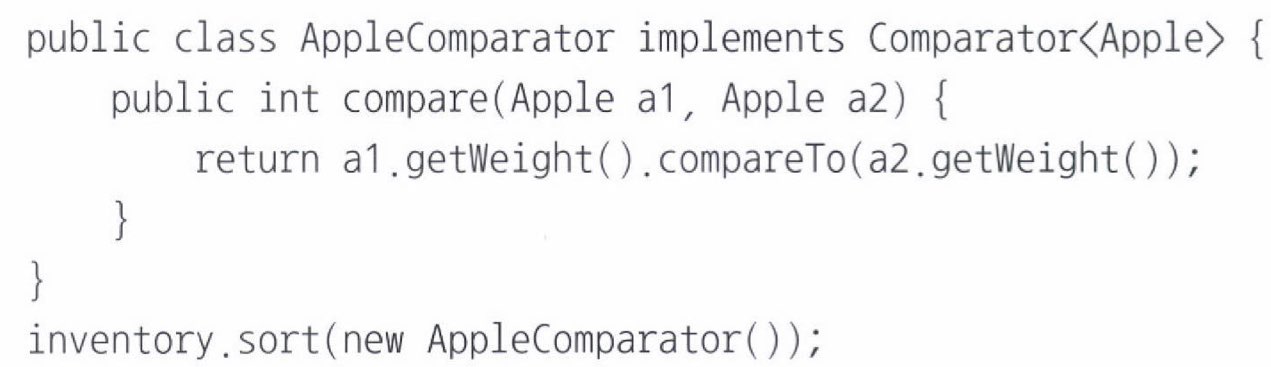 public class AppleComparator implements Comparator<Apple> {
    public int compare(Apple a1, Apple a2) {
        return a1.getWeight().compareTo(a2.getWeight());
    }
}
inventory.sort(new AppleComparator());